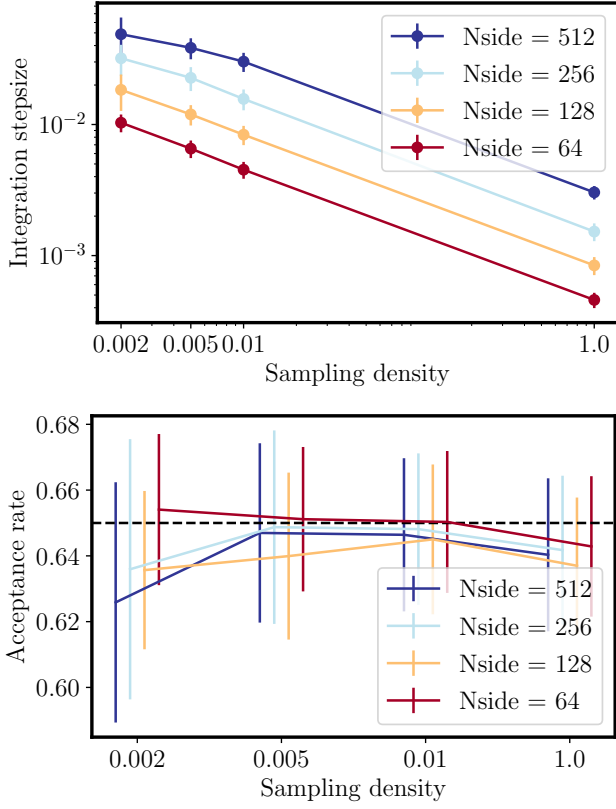 Nside = 512
Nside = 256
Nside = 128
Nside = 64
10⁻²
10⁻³
Integration stepsize
0.002 0.005 0.01 1.0
Sampling density
0.68
0.66
0.64
0.62
0.60
Acceptance rate
Nside = 512
Nside = 256
Nside = 128
Nside = 64
0.002 0.005 0.01 1.0
Sampling density